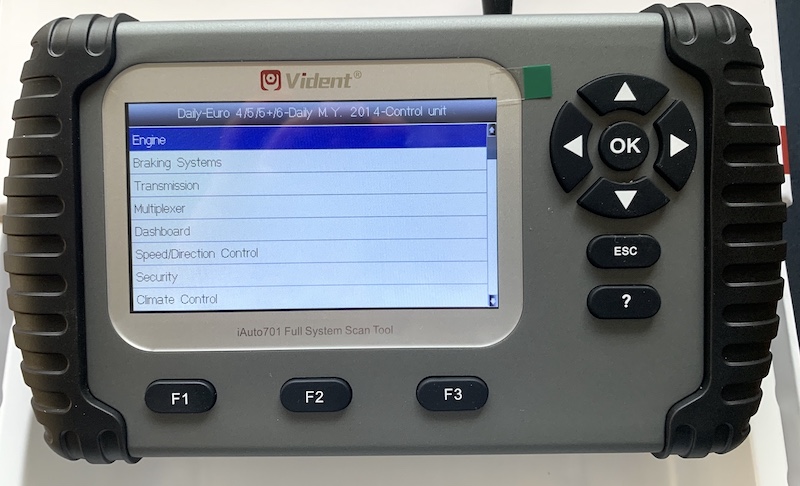 Vident®
Daily-Euro 4/5/5+/6-Daily M.Y. 2014-Control unit
Engine
Braking Systems
Transmission
Multiplexer
Dashboard
Speed/Direction Control
Security
Climate Control
iAuto701 Full System Scan Tool
OK
ESC
?
F1
F2
F3